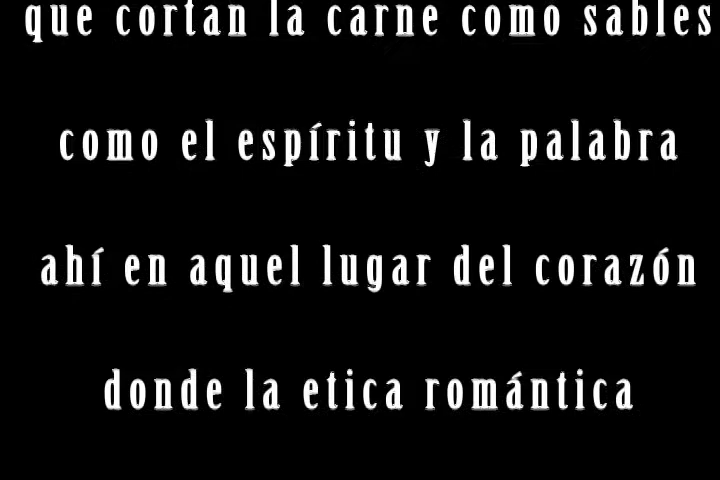 que cortan la carne como sables
como el espíritu y la palabra
ahí en aquel lugar del corazón
donde la etica romántica